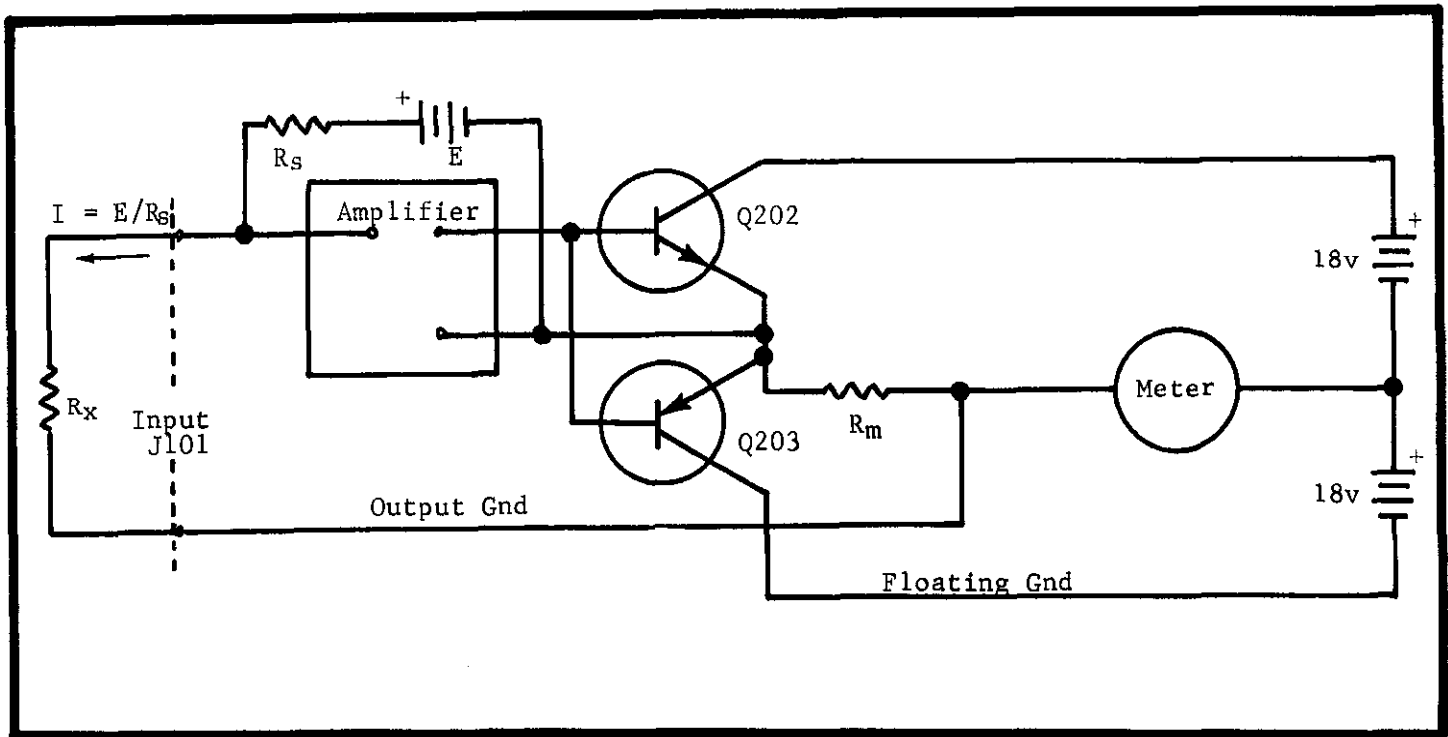 +
Rs
E
I = E/Rs
Amplifier
Q202
+
18v
Rx
Input
J101
Meter
Rm
Q203
+
18v
Output Gnd
Floating Gnd